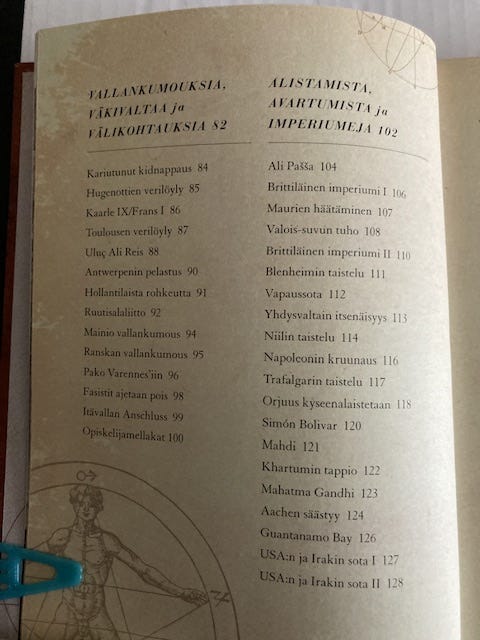 VALLANKUMOUKSIA,
VÄKIVALTAA ja
VÄLIKOHTAUKSIA 82
Kariutunut kidnappaus 84
Hugenottien verilöyly 85
Kaarle IX/Frans I 86
Toulousen verilöyly 87
Uluç Ali Reis 88
Antwerpenin pelastus 90
Hollantilaista rohkeutta 91
Ruutisalaliitto 92
Mainio vallankumous 94
Ranskan vallankumous 95
Pako Varennes'iin 96
Fasistit ajetaan pois 98
Itävallan Anschluss 99
Opiskelijamellakat 100
ALISTAMISTA,
AVARTUMISTA ja
IMPERIUMEJA 102
Ali Pašša 104
Brittiläinen imperiumi I 106
Maurien häätäminen 107
Valois-suvun tuho 108
Brittiläinen imperiumi II 110
Blenheimin taistelu 111
Vapaussota 112
Yhdysvaltain itsenäisyys 113
Niilin taistelu 114
Napoleonin kruunaus 116
Trafalgarin taistelu 117
Orjuus kyseenalaistetaan 118
Simón Bolivar 120
Mahdi 121
Khartumin tappio 122
Mahatma Gandhi 123
Aachen säästyy 124
Guantanamo Bay 126
USA:n ja Irakin sota I 127
USA:n ja Irakin sota II 128